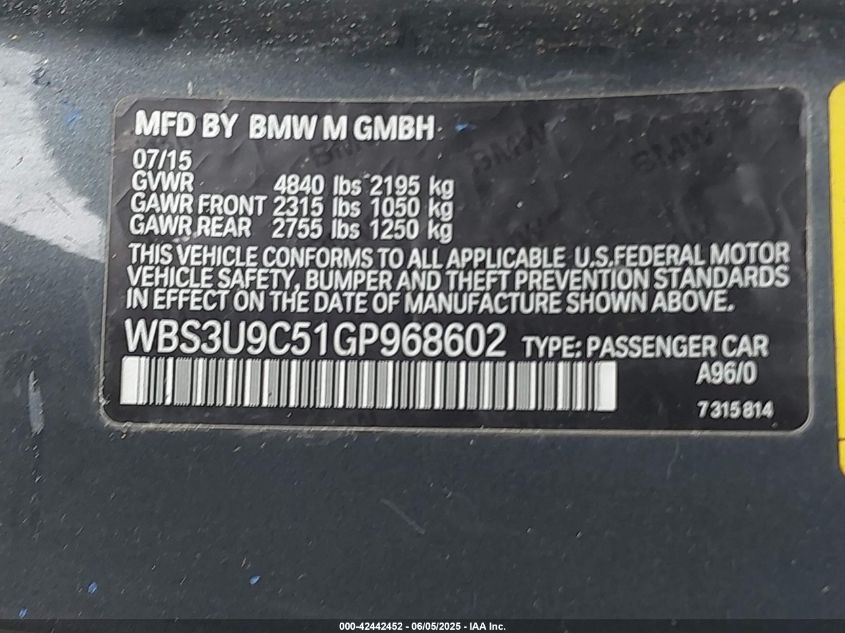 MFD BY BMW M GMBH
07/15
GVWR 4840 lbs 2195 kg
GAWR FRONT 2315 lbs 1050 kg
GAWR REAR 2755 lbs 1250 kg
THIS VEHICLE CONFORMS TO ALL APPLICABLE U.S.FEDERAL MOTOR
VEHICLE SAFETY, BUMPER AND THEFT PREVENTION STANDARDS
IN EFFECT ON THE DATE OF MANUFACTURE SHOWN ABOVE.
WBS3U9C51GP968602 TYPE: PASSENGER CAR
A96/0
7 315 814
000-42442452 - 06/05/2025 - IAA Inc.